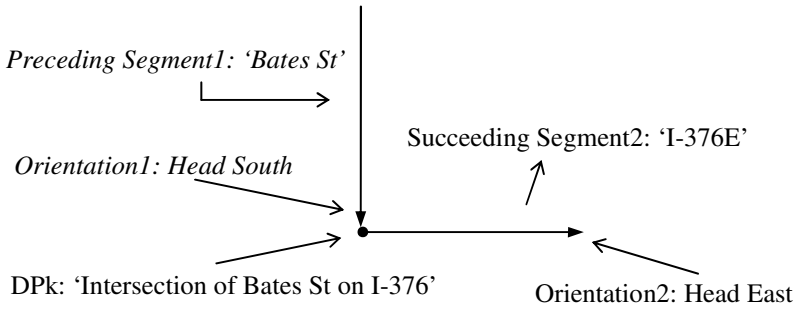 Preceding Segment1: ‘Bates St’
Succeeding Segment2: ‘I-376E’
Orientation1: Head South
DPk: ‘Intersection of Bates St on I-376’
Orientation2: Head East